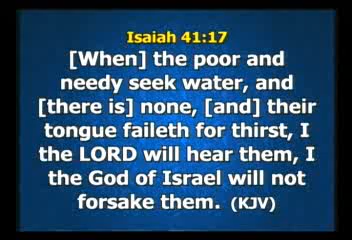 Isaiah 41:17
[When] the poor and
needy seek water, and
[there is] none, [and] their
tongue faileth for thirst, I
the LORD will hear them, I
the God of Israel will not
forsake them. (KJV)